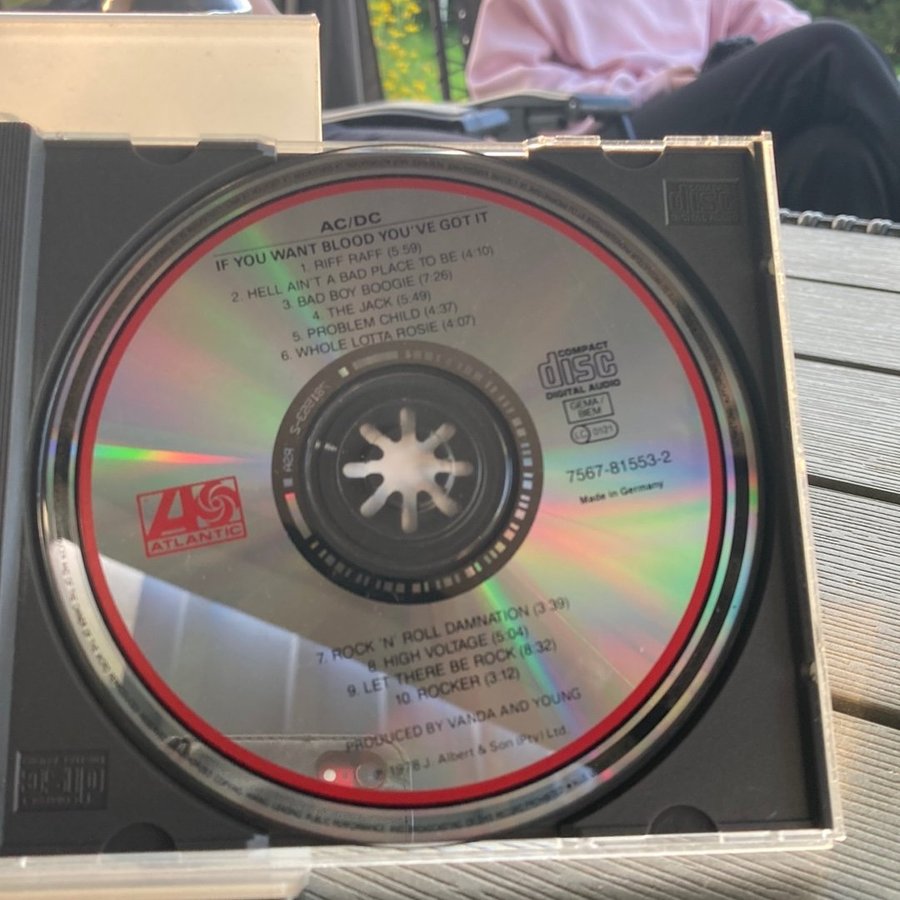 AC/DC
IF YOU WANT BLOOD YOU'VE GOT IT
1. RIFF RAFF (5:59)
2. HELL AIN'T A BAD PLACE TO BE (4:10)
3. BAD BOY BOOGIE (7:26)
4. THE JACK (5:49)
5. PROBLEM CHILD (4:37)
6. WHOLE LOTTA ROSIE (4:07)
COMPACT
disc
DIGITAL AUDIO
GEMA/
BIEM
LC 0121
7567-81553-2
Made in Germany
ATLANTIC
7. ROCK 'N' ROLL DAMNATION (3:39)
8. HIGH VOLTAGE (5:04)
9. LET THERE BE ROCK (8:32)
10. ROCKER (3:12)
PRODUCED BY VANDA AND YOUNG
℗ 1978 J. Albert & Son (Pty) Ltd.